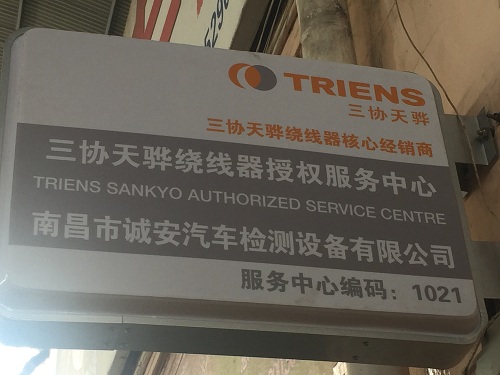 TRIENS
三协天骅
三协天骅绕线器核心经销商
三协天骅绕线器授权服务中心
TRIENS SANKYO AUTHORIZED SERVICE CENTRE
南昌市诚安汽车检测设备有限公司
服务中心编码：1021